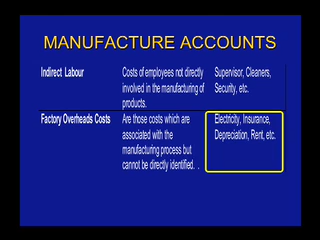 MANUFACTURE ACCOUNTS
Indirect Labour
Costs of employees not directly
involved in the manufacturing of
products.
Supervisor, Cleaners,
Security, etc.
Factory Overheads Costs
Are those costs which are
associated with the
manufacturing process but
cannot be directly identified. .
Electricity, Insurance,
Depreciation, Rent, etc.